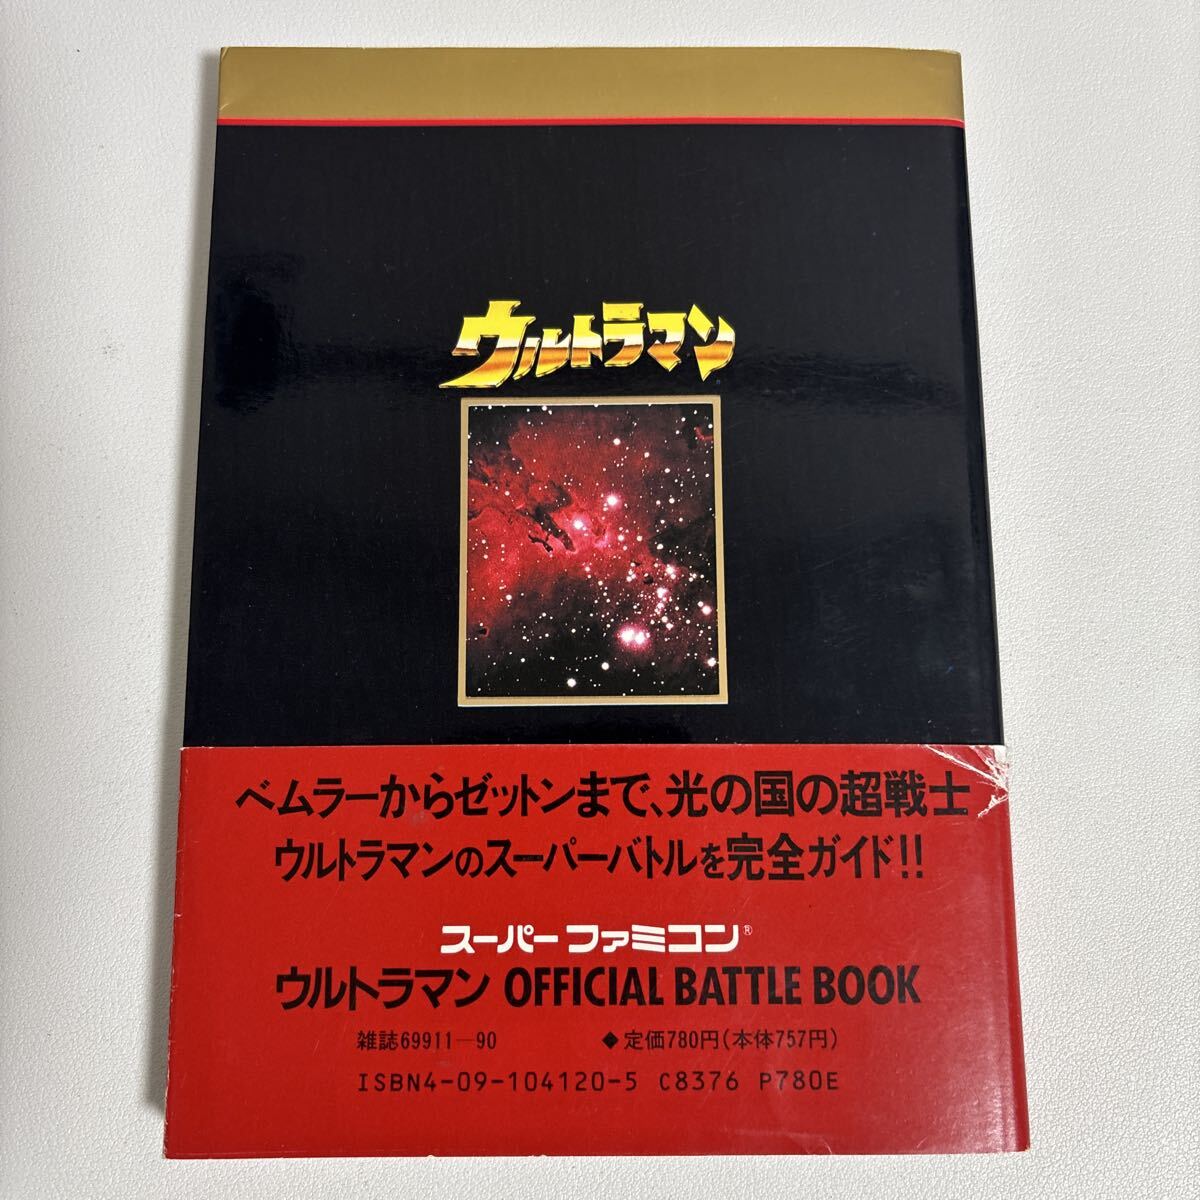 ウルトラマン
ベムラーからゼットンまで、光の国の超戦士
ウルトラマンのスーパーバトルを完全ガイド!!
スーパーファミコン®
ウルトラマン OFFICIAL BATTLE BOOK
雑誌69911-90 ◆定価780円(本体757円)
ISBN4-09-104120-5 C8376 P780E